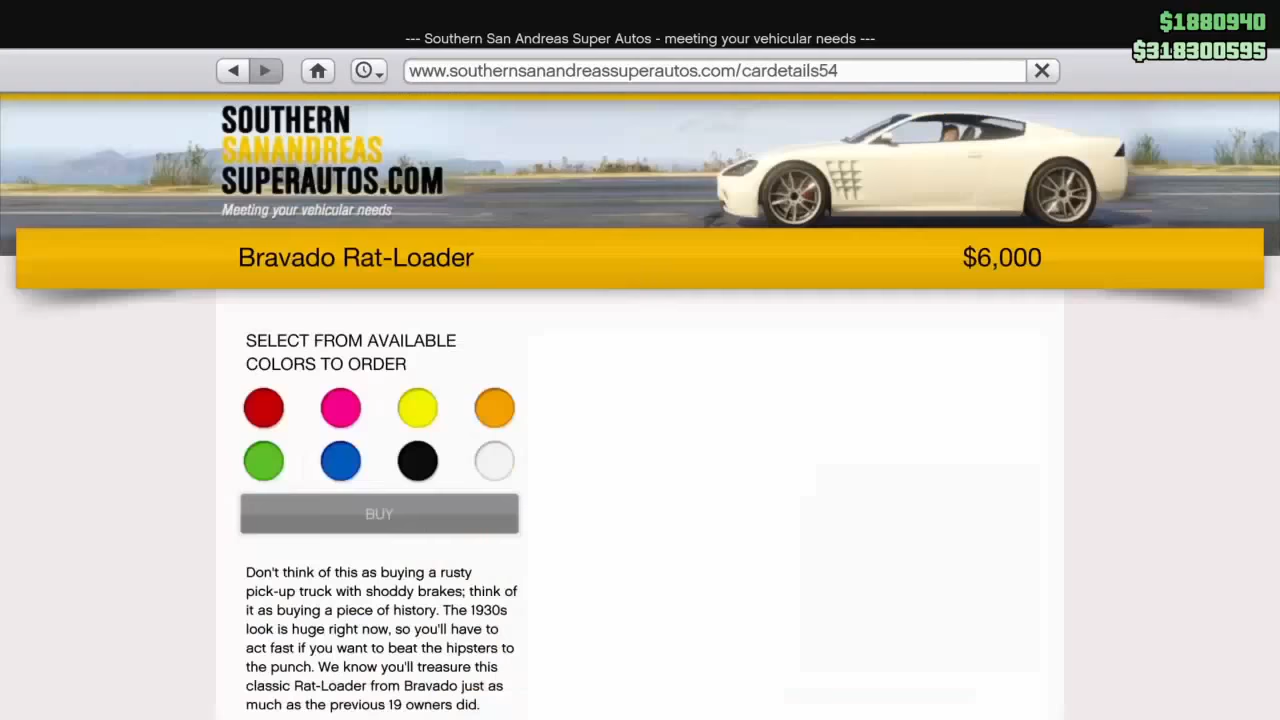 $1880940
--- Southern San Andreas Super Autos - meeting your vehicular needs ---
$318300595
www.southernsanandreassuperautos.com/cardetails54
SOUTHERN
SANANDREAS
SUPERAUTOS.COM
Meeting your vehicular needs
Bravado Rat-Loader $6,000
SELECT FROM AVAILABLE
COLORS TO ORDER
BUY
Don't think of this as buying a rusty
pick-up truck with shoddy brakes; think of
it as buying a piece of history. The 1930s
look is huge right now, so you'll have to
act fast if you want to beat the hipsters to
the punch. We know you'll treasure this
classic Rat-Loader from Bravado just as
much as the previous 19 owners did.